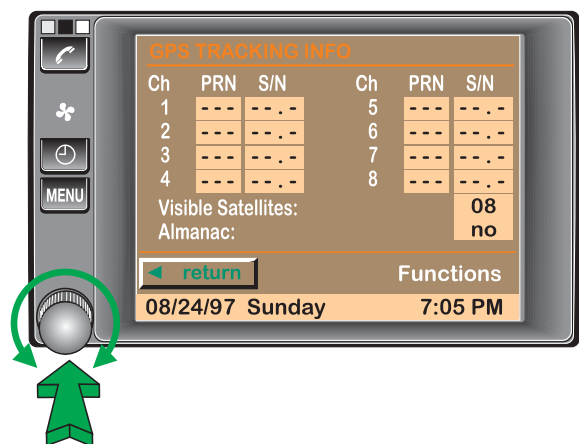 GPS TRACKING INFO
Ch PRN S/N Ch PRN S/N
1 --- --.- 5 --- --.-
2 --- --.- 6 --- --.-
3 --- --.- 7 --- --.-
4 --- --.- 8 --- --.-
Visible Satellites: 08
Almanac: no
MENU
◄ return Functions
08/24/97 Sunday 7:05 PM